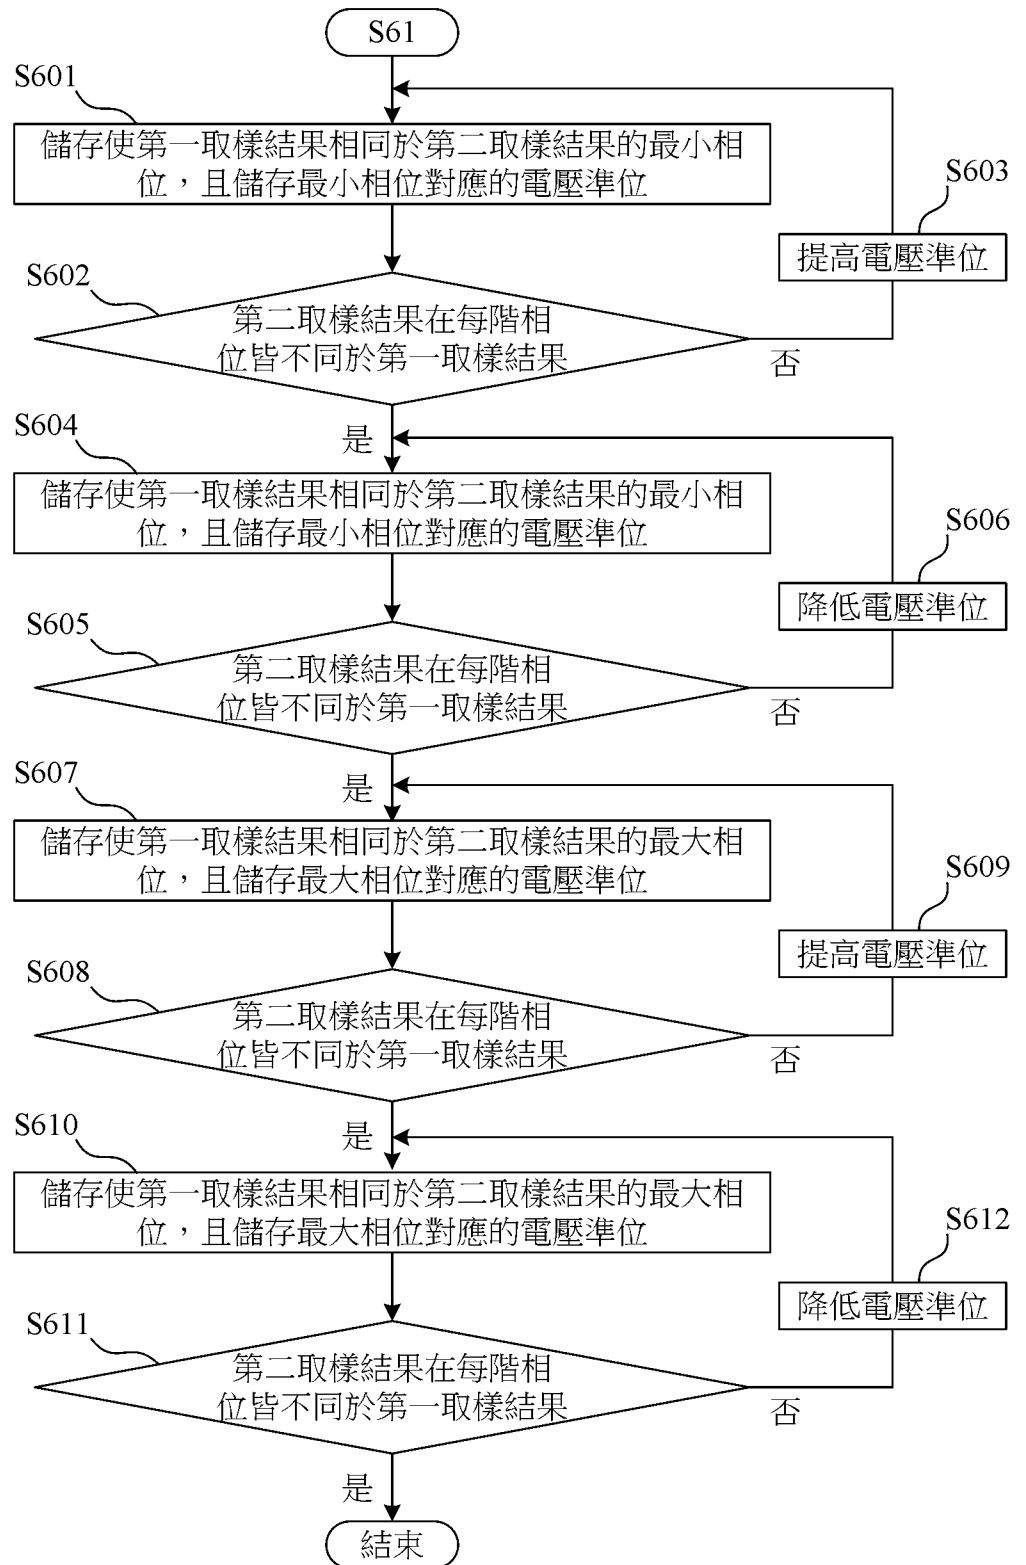 S61
S601
儲存使第一取樣結果相同於第二取樣結果的最小相
位，且儲存最小相位對應的電壓準位
S603
提高電壓準位
S602
第二取樣結果在每階相
位皆不同於第一取樣結果
否
是
S604
儲存使第一取樣結果相同於第二取樣結果的最小相
位，且儲存最小相位對應的電壓準位
S606
降低電壓準位
S605
第二取樣結果在每階相
位皆不同於第一取樣結果
否
是
S607
儲存使第一取樣結果相同於第二取樣結果的最大相
位，且儲存最大相位對應的電壓準位
S609
提高電壓準位
S608
第二取樣結果在每階相
位皆不同於第一取樣結果
否
是
S610
儲存使第一取樣結果相同於第二取樣結果的最大相
位，且儲存最大相位對應的電壓準位
S612
降低電壓準位
S611
第二取樣結果在每階相
位皆不同於第一取樣結果
否
是
結束